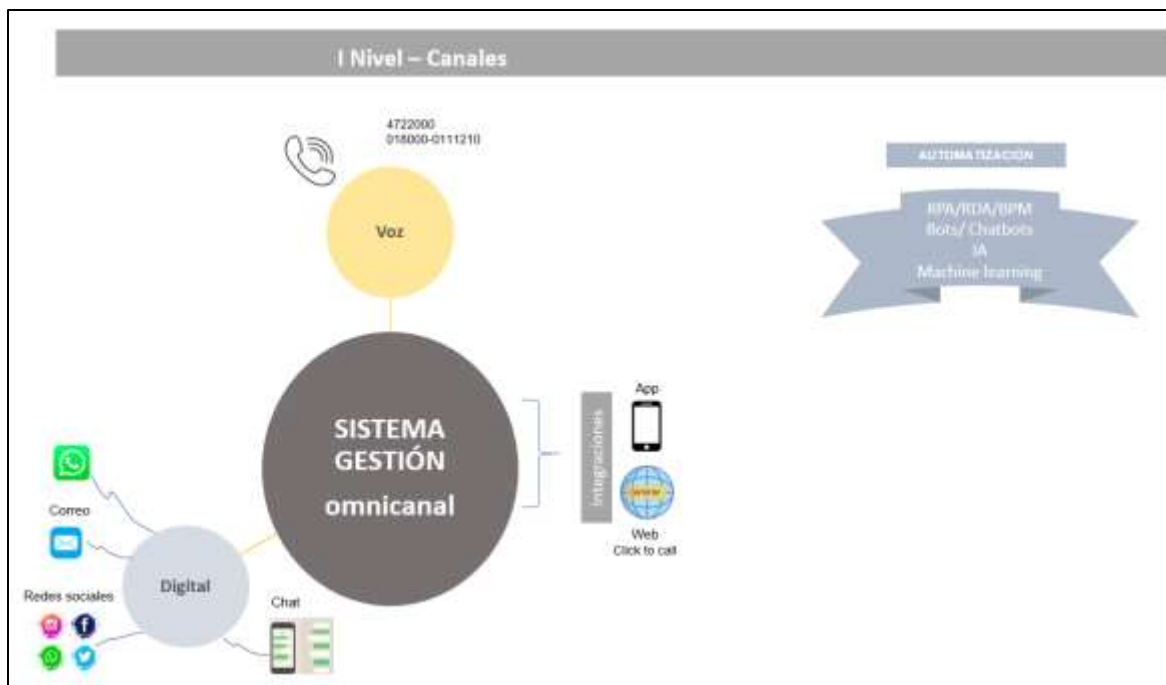 I Nivel – Canales
4722000
018000-0111210
Voz
AUTOMATIZACIÓN
RPA/RDA/BPM
Bots/ Chatbots
IA
Machine learning
SISTEMA
GESTIÓN
omnicanal
Integraciones
App
Web
Click to call
Correo
Digital
Redes sociales
Chat